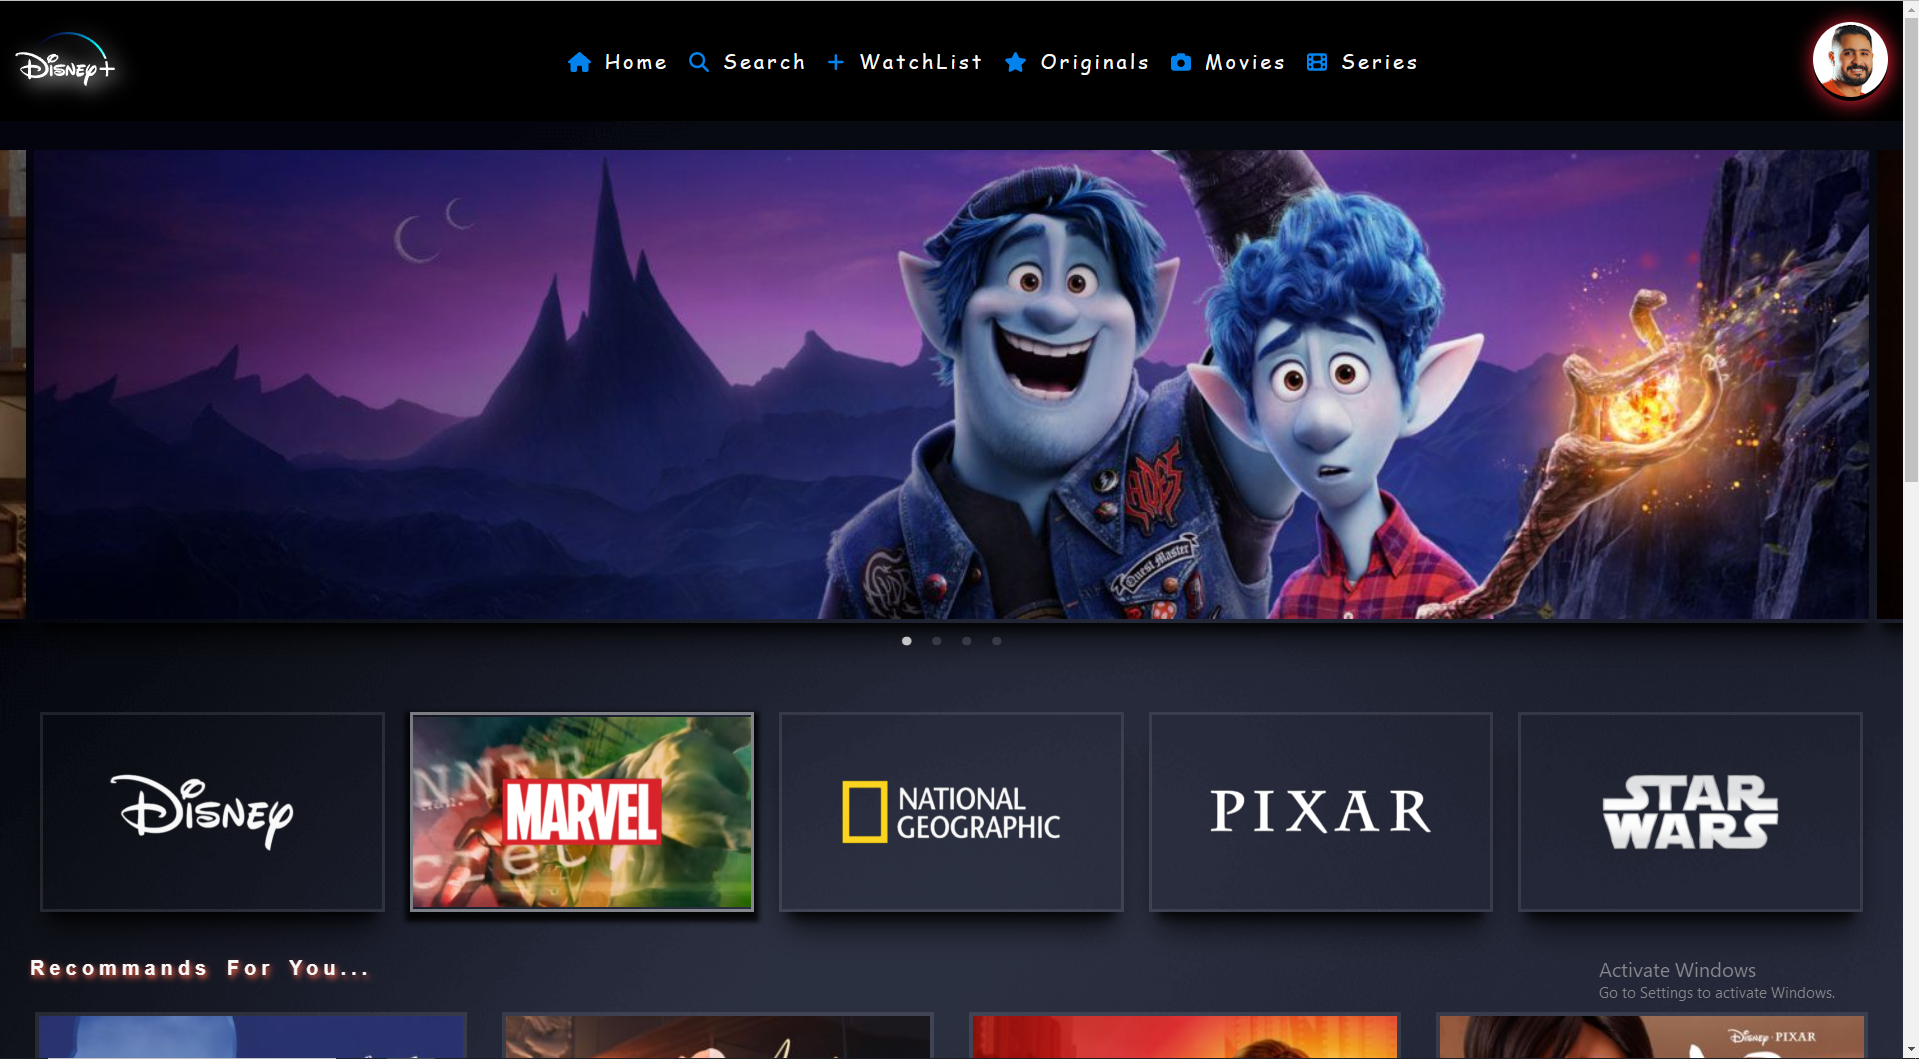 Disney+
Home
Search
WatchList
Originals
Movies
Series
Quest Master
Disney
NNER
MARVEL
NATIONAL
GEOGRAPHIC
PIXAR
STAR
WARS
Recommands For You...
Activate Windows
Go to Settings to activate Windows.
Disney · PIXAR